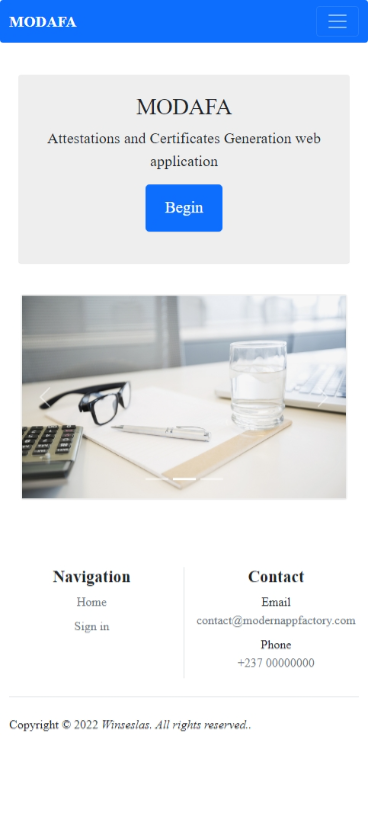 MODAFA
MODAFA
Attestations and Certificates Generation web
application
Begin
Navigation
Home
Sign in
Contact
Email
contact@modernappfactory.com
Phone
+237 00000000
Copyright © 2022 Winseslas. All rights reserved..